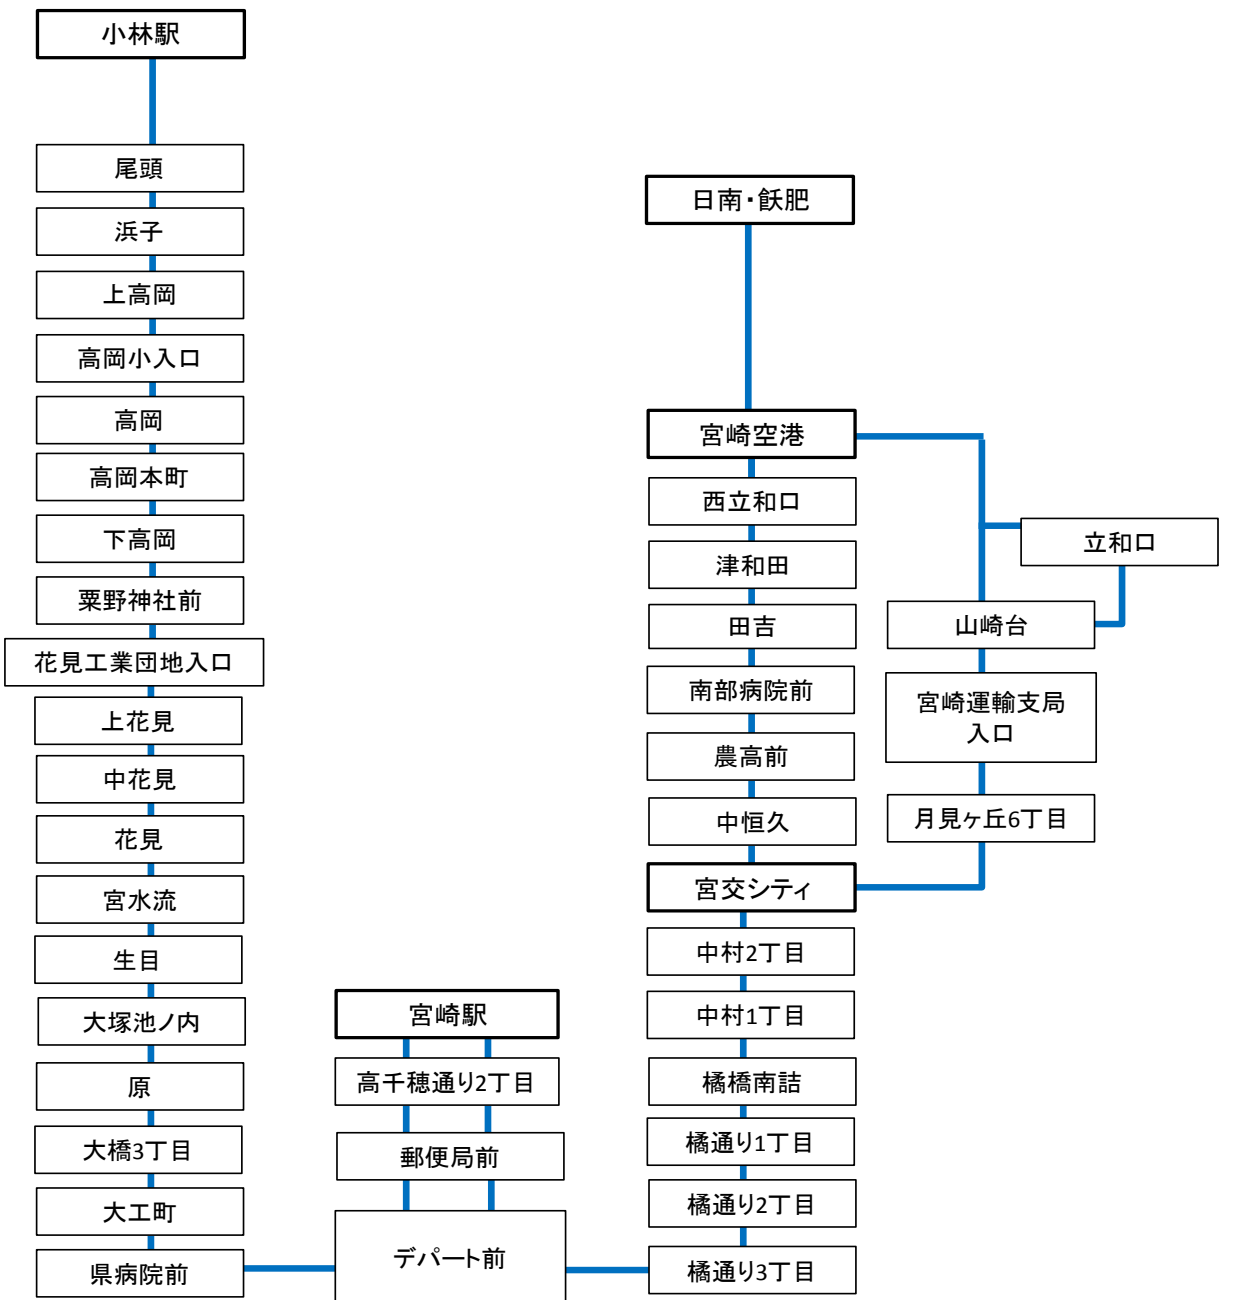 小林駅
尾頭
浜子
上高岡
高岡小入口
高岡
高岡本町
下高岡
粟野神社前
花見工業団地入口
上花見
中花見
花見
宮水流
生目
大塚池ノ内
原
大橋3丁目
大工町
県病院前
宮崎駅
高千穂通り2丁目
郵便局前
デパート前
日南・飫肥
宮崎空港
西立和口
津和田
田吉
南部病院前
農高前
中恒久
宮交シティ
中村2丁目
中村1丁目
橘橋南詰
橘通り1丁目
橘通り2丁目
橘通り3丁目
立和口
山崎台
宮崎運輸支局
入口
月見ヶ丘6丁目